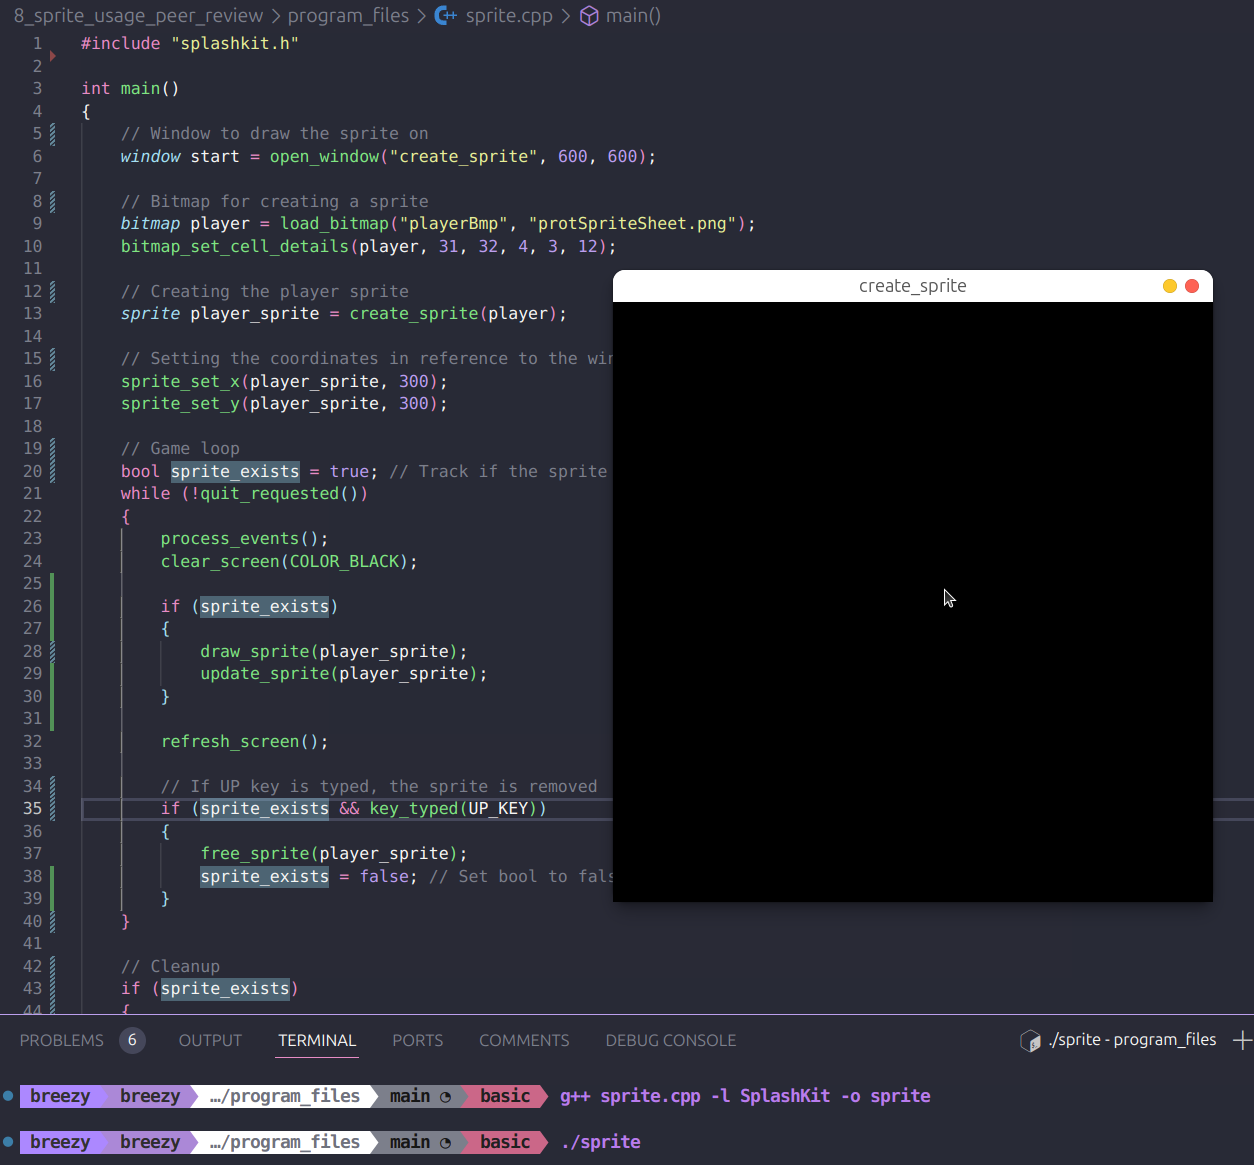 8_sprite_usage_peer_review > program_files > sprite.cpp > main()
1 #include "splashkit.h"
2
3 int main()
4 {
5 // Window to draw the sprite on
6 window start = open_window("create_sprite", 600, 600);
7
8 // Bitmap for creating a sprite
9 bitmap player = load_bitmap("playerBmp", "protSpriteSheet.png");
10 bitmap_set_cell_details(player, 31, 32, 4, 3, 12);
11
12 // Creating the player sprite
13 sprite player_sprite = create_sprite(player);
14
15 // Setting the coordinates in reference to the win
16 sprite_set_x(player_sprite, 300);
17 sprite_set_y(player_sprite, 300);
18
19 // Game loop
20 bool sprite_exists = true; // Track if the sprite
21 while (!quit_requested())
22 {
23 process_events();
24 clear_screen(COLOR_BLACK);
25
26 if (sprite_exists)
27 {
28 draw_sprite(player_sprite);
29 update_sprite(player_sprite);
30 }
31
32 refresh_screen();
33
34 // If UP key is typed, the sprite is removed
35 if (sprite_exists && key_typed(UP_KEY))
36 {
37 free_sprite(player_sprite);
38 sprite_exists = false; // Set bool to fals
39 }
40 }
41
42 // Cleanup
43 if (sprite_exists)
44 {
create_sprite
PROBLEMS 6 OUTPUT TERMINAL PORTS COMMENTS DEBUG CONSOLE ./sprite - program_files
breezy breezy …/program_files main basic g++ sprite.cpp -l SplashKit -o sprite
breezy breezy …/program_files main basic ./sprite